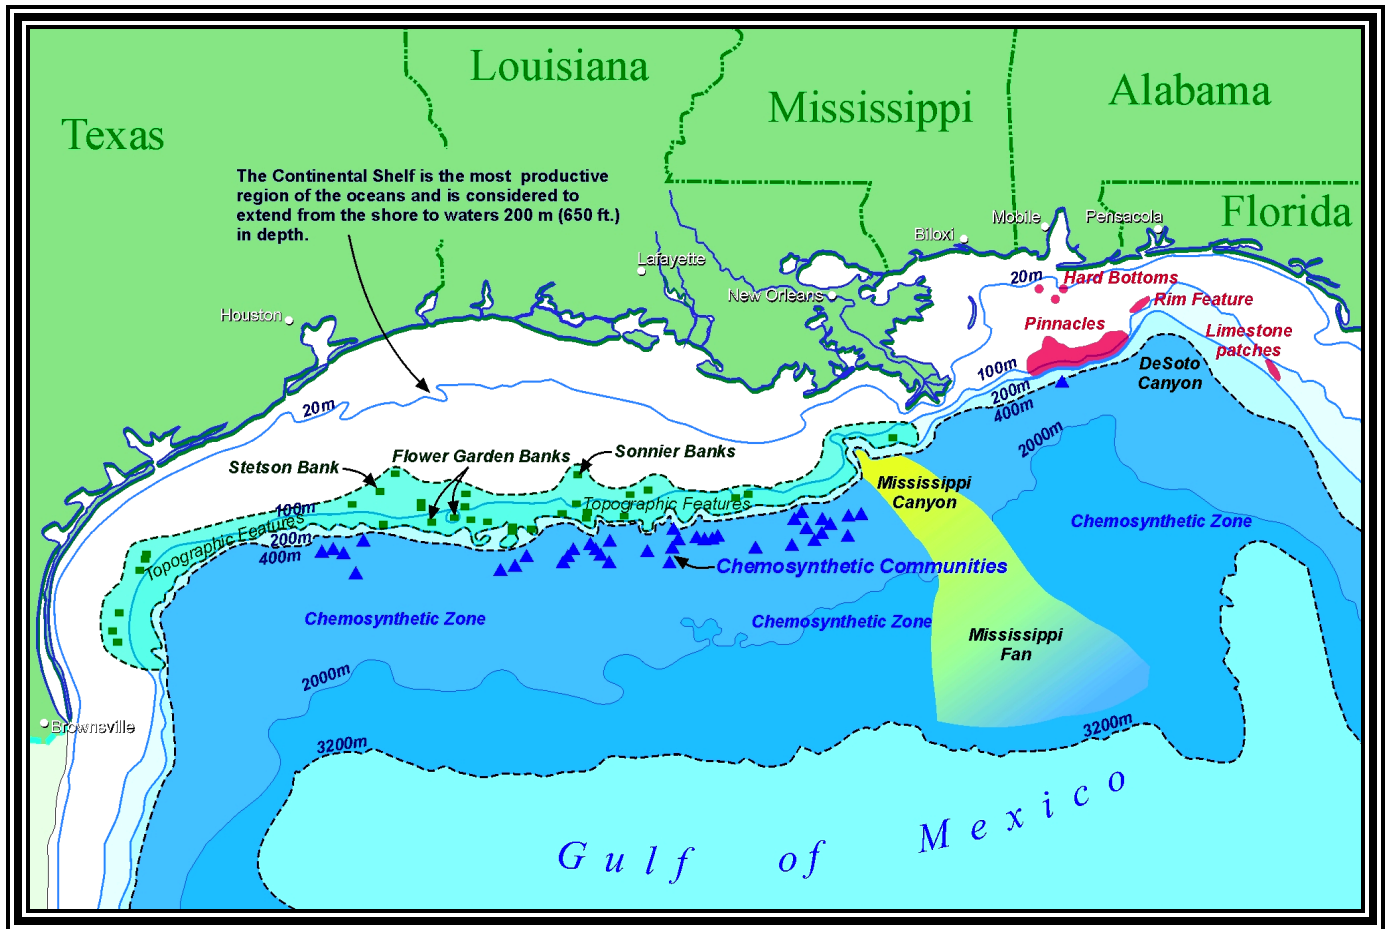 Louisiana
Alabama
Mississippi
Texas
The Continental Shelf is the most productive
region of the oceans and is considered to
extend from the shore to waters 200 m (650 ft.)
in depth.
Florida
Mobile
Pensacola
Biloxi
Lafayette
New Orleans
Houston
20m
Hard Bottoms
Rim Feature
Pinnacles
Limestone
patches
100m
200m
400m
DeSoto
Canyon
20m
2000m
Stetson Bank
Flower Garden Banks
Sonnier Banks
Mississippi
Canyon
100m
Topographic Features
Topographic Features
200m
400m
Chemosynthetic Zone
Chemosynthetic Communities
Chemosynthetic Zone
Chemosynthetic Zone
Mississippi
Fan
2000m
Brownsville
3200m
3200m
Gulf of Mexico